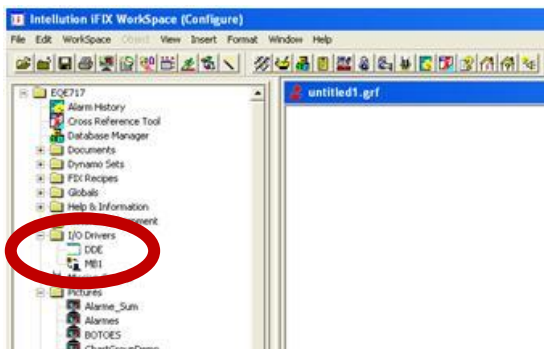 Intellution iFIX WorkSpace (Configure)
File Edit WorkSpace Object View Insert Format Window Help
EQE717
untitled1.grf
Alarm History
Cross Reference Tool
Database Manager
Documents
Dynamo Sets
FIX Recipes
Globals
Help & Information
I/O Drivers
DDE
MB1
Pictures
Alarme_Sum
Alarmes
BOTOES
ChartGroupDemo